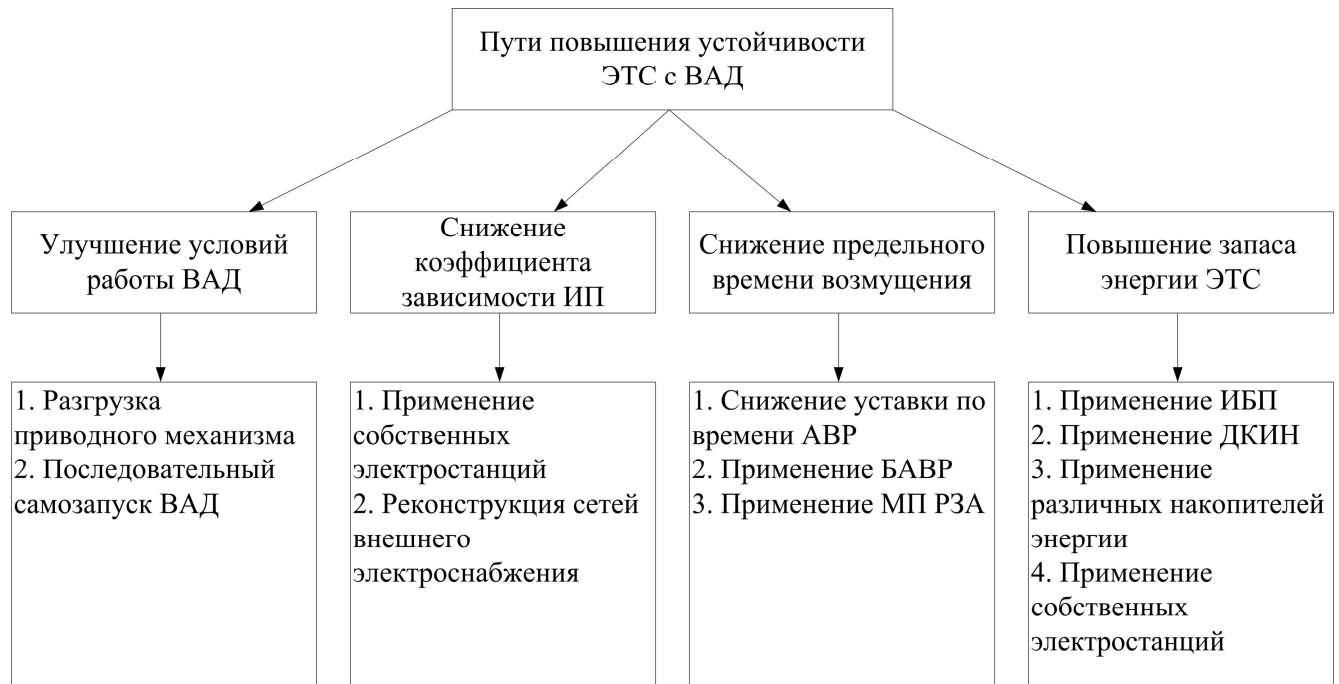 Пути повышения устойчивости
ЭТС с ВАД
Улучшение условий
работы ВАД
Снижение
коэффициента
зависимости ИП
Снижение предельного
времени возмущения
Повышение запаса
энергии ЭТС
1. Разгрузка
приводного механизма
2. Последовательный
самозапуск ВАД
1. Применение
собственных
электростанций
2. Реконструкция сетей
внешнего
электроснабжения
1. Снижение уставки по
времени АВР
2. Применение БАВР
3. Применение МП РЗА
1. Применение ИБП
2. Применение ДКИН
3. Применение
различных накопителей
энергии
4. Применение
собственных
электростанций